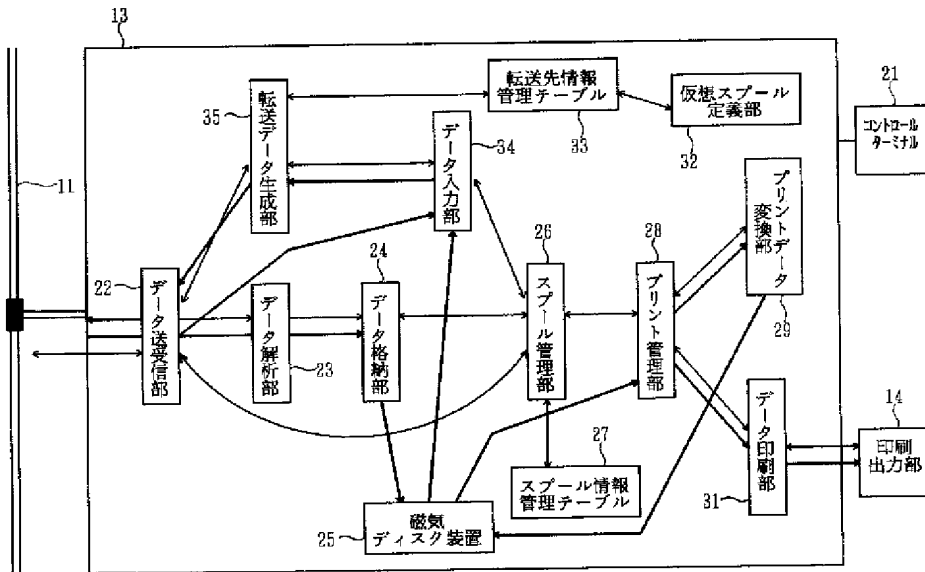 13
転送先情報
管理テーブル
33
仮想スプール
定義部
32
21
コントロール
ターミナル
35
転送データ生成部
データ入力部
34
11
22
データ送受信部
データ解析部
23
24
データ格納部
26
スプール管理部
28
プリント管理部
プリントデータ
変換部
29
27
スプール情報
管理テーブル
25
磁気
ディスク装置
データ印刷部
31
14
印刷
出力部